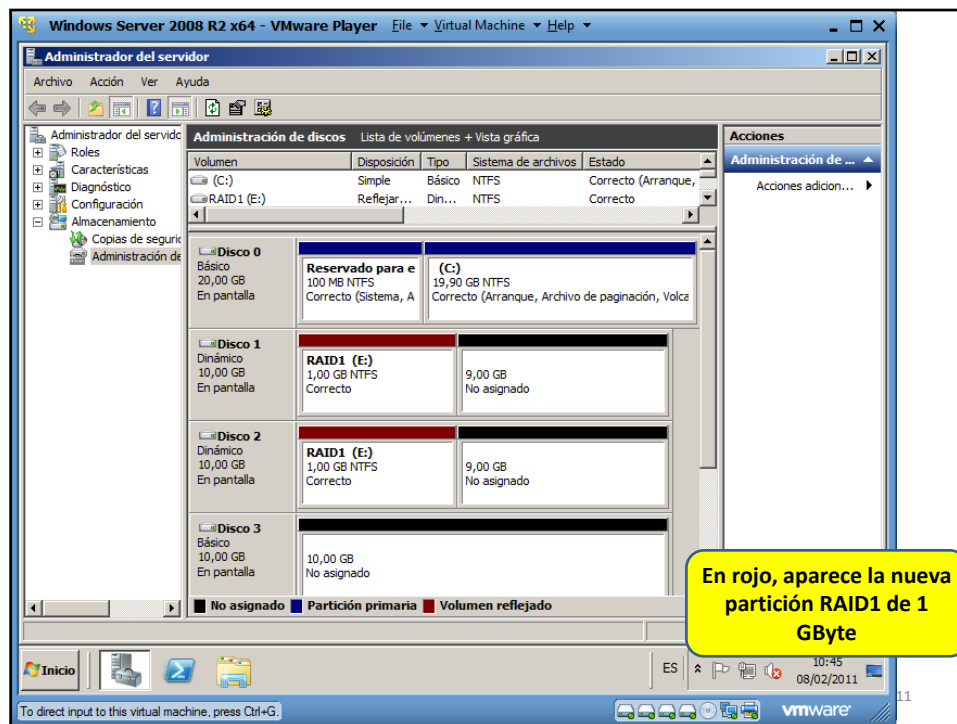 Windows Server 2008 R2 x64 - VMware Player File Virtual Machine Help
Administrador del servidor
Archivo Acción Ver Ayuda
Administrador del servidc
Roles
Características
Diagnóstico
Configuración
Almacenamiento
Copias de seguric
Administración de
Administración de discos Lista de volúmenes + Vista gráfica
Volumen Disposición Tipo Sistema de archivos Estado
(C:) Simple Básico NTFS Correcto (Arranque,
RAID1 (E:) Reflejar... Din... NTFS Correcto
Disco 0
Básico
20,00 GB
En pantalla
Reservado para e
100 MB NTFS
Correcto (Sistema, A
(C:)
19,90 GB NTFS
Correcto (Arranque, Archivo de paginación, Volca
Disco 1
Dinámico
10,00 GB
En pantalla
RAID1 (E:)
1,00 GB NTFS
Correcto
9,00 GB
No asignado
Disco 2
Dinámico
10,00 GB
En pantalla
RAID1 (E:)
1,00 GB NTFS
Correcto
9,00 GB
No asignado
Disco 3
Básico
10,00 GB
En pantalla
10,00 GB
No asignado
No asignado Partición primaria Volumen reflejado
Acciones
Administración de ...
Acciones adicion...
En rojo, aparece la nueva
partición RAID1 de 1
GByte
Inicio
ES
10:45
08/02/2011
11
To direct input to this virtual machine, press Ctrl+G.
vmware